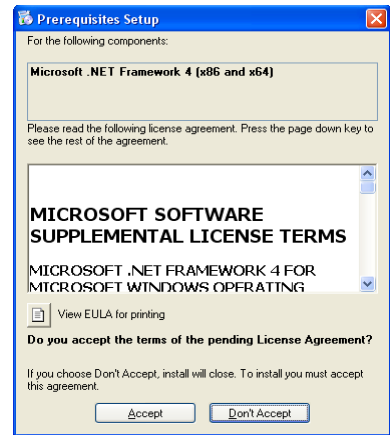 Prerequisites Setup
For the following components:
Microsoft .NET Framework 4 (x86 and x64)
Please read the following license agreement. Press the page down key to
see the rest of the agreement.
MICROSOFT SOFTWARE
SUPPLEMENTAL LICENSE TERMS
MICROSOFT .NET FRAMEWORK 4 FOR
MICROSOFT WINDOWS OPERATING
View EULA for printing
Do you accept the terms of the pending License Agreement?
If you choose Don't Accept, install will close. To install you must accept
this agreement.
Accept
Don't Accept